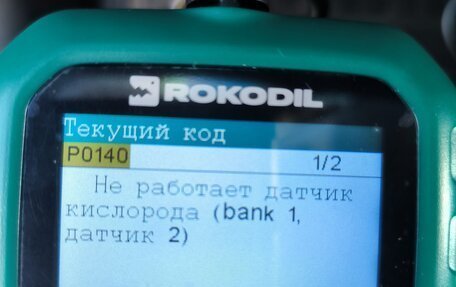 ROKODIL
Текущий код
P0140 1/2
Не работает датчик
кислорода (bank 1,
датчик 2)